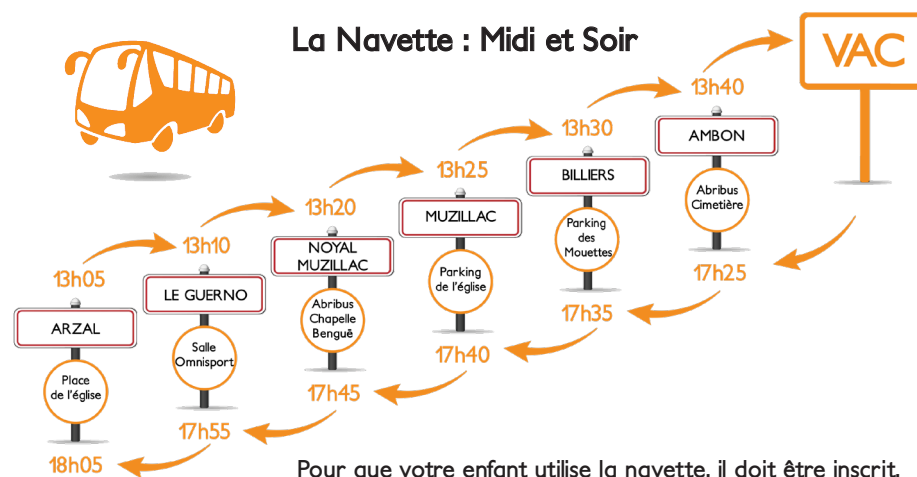 La Navette : Midi et Soir
VAC
13h40
13h30
AMBON
13h25
BILLIERS
Abribus
Cimetière
13h20
MUZILLAC
Parking
des
Mouettes
13h10
NOYAL
MUZILLAC
17h25
13h05
LE GUERNO
Parking
de l'église
17h35
ARZAL
Abribus
Chapelle
Benguë
17h40
Salle
Omnisport
Place
de l'église
17h45
17h55
18h05
Pour que votre enfant utilise la navette, il doit être inscrit.